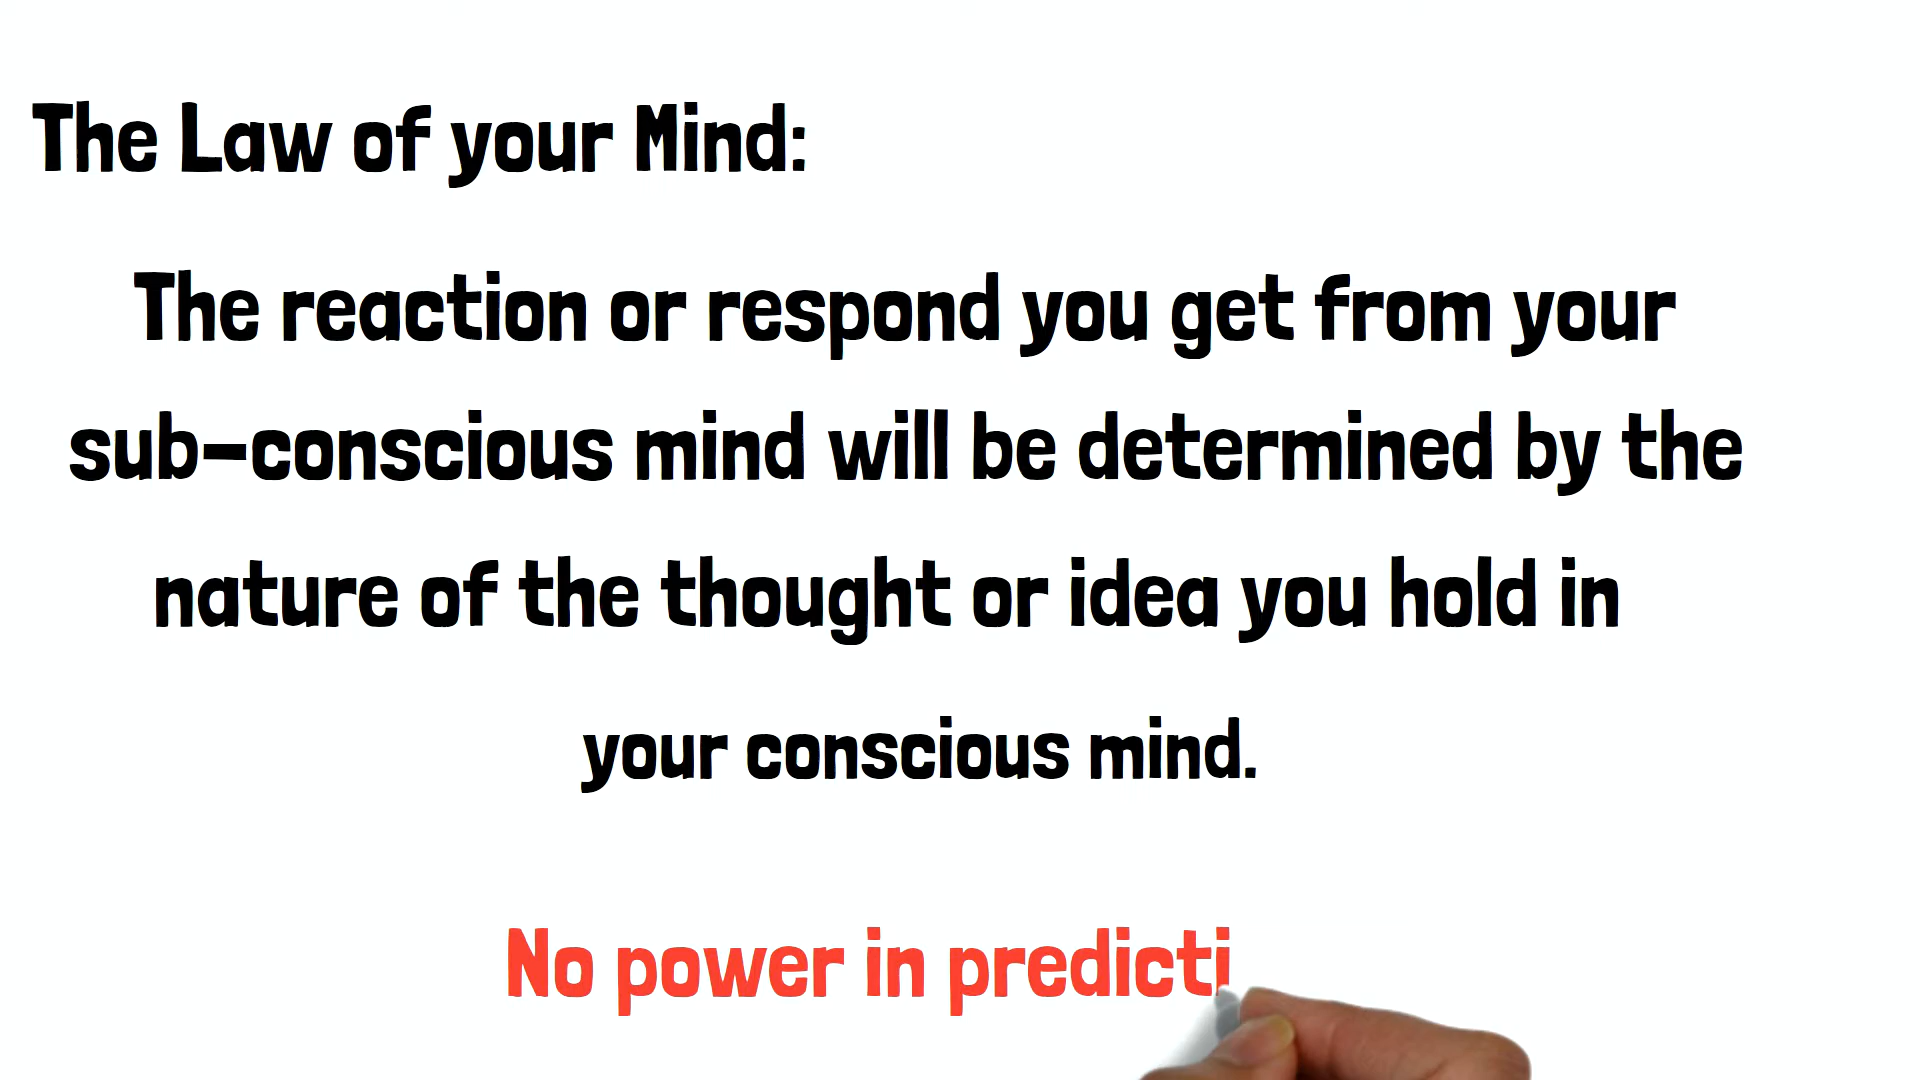 The Law of your Mind:
The reaction or respond you get from your
sub-conscious mind will be determined by the
nature of the thought or idea you hold in
your conscious mind.
No power in predicti